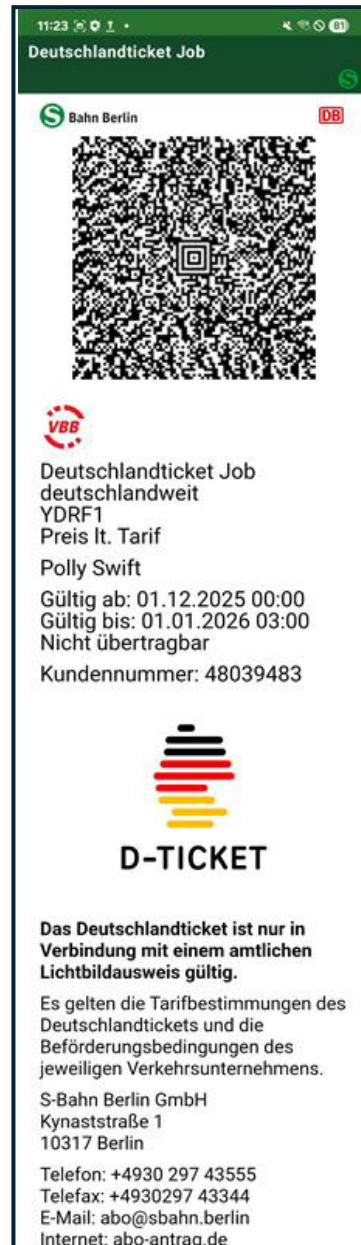 11:23
81
Deutschlandticket Job
S
S Bahn Berlin
DB
VBB
Deutschlandticket Job
deutschlandweit
YDRF1
Preis lt. Tarif
Polly Swift
Gültig ab: 01.12.2025 00:00
Gültig bis: 01.01.2026 03:00
Nicht übertragbar
Kundennummer: 48039483
D-TICKET
Das Deutschlandticket ist nur in
Verbindung mit einem amtlichen
Lichtbildausweis gültig.
Es gelten die Tarifbestimmungen des
Deutschlandtickets und die
Beförderungsbedingungen des
jeweiligen Verkehrsunternehmens.
S-Bahn Berlin GmbH
Kynaststraße 1
10317 Berlin
Telefon: +4930 297 43555
Telefax: +4930297 43344
E-Mail: abo@sbahn.berlin
Internet: abo-antrag.de